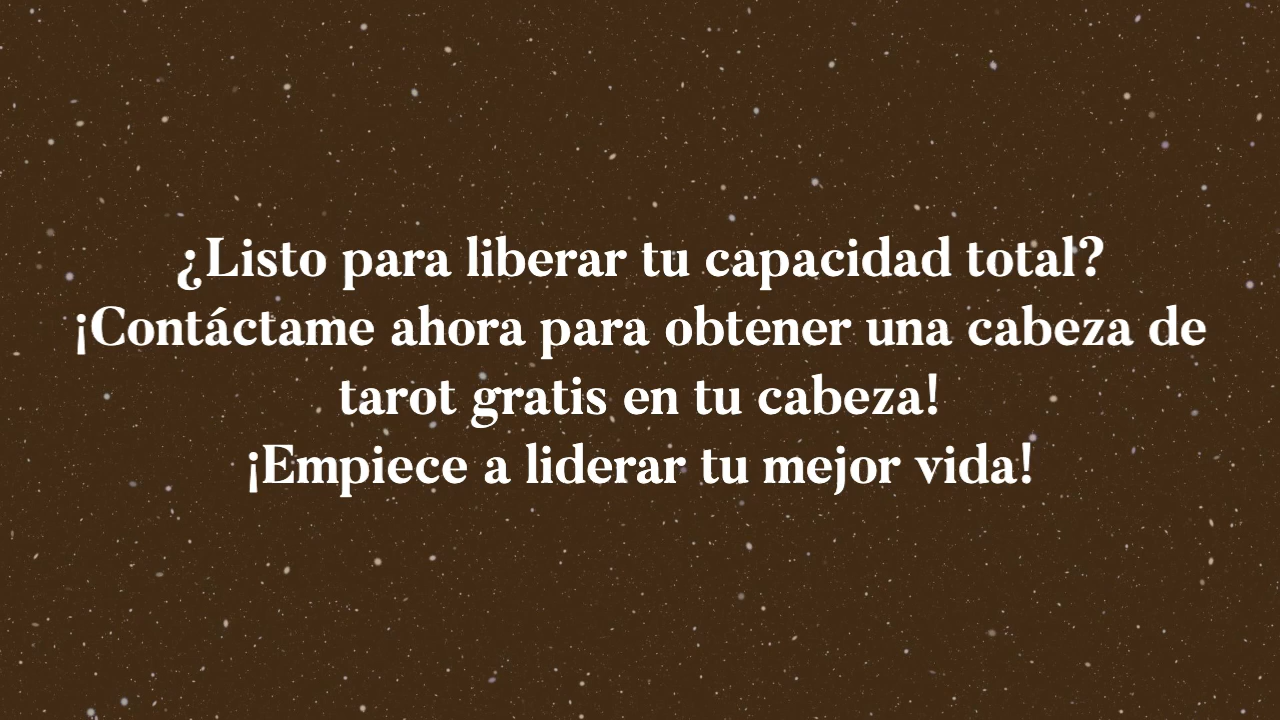 ¿Listo para liberar tu capacidad total?
¡Contáctame ahora para obtener una cabeza de
tarot gratis en tu cabeza!
¡Empiece a liderar tu mejor vida!